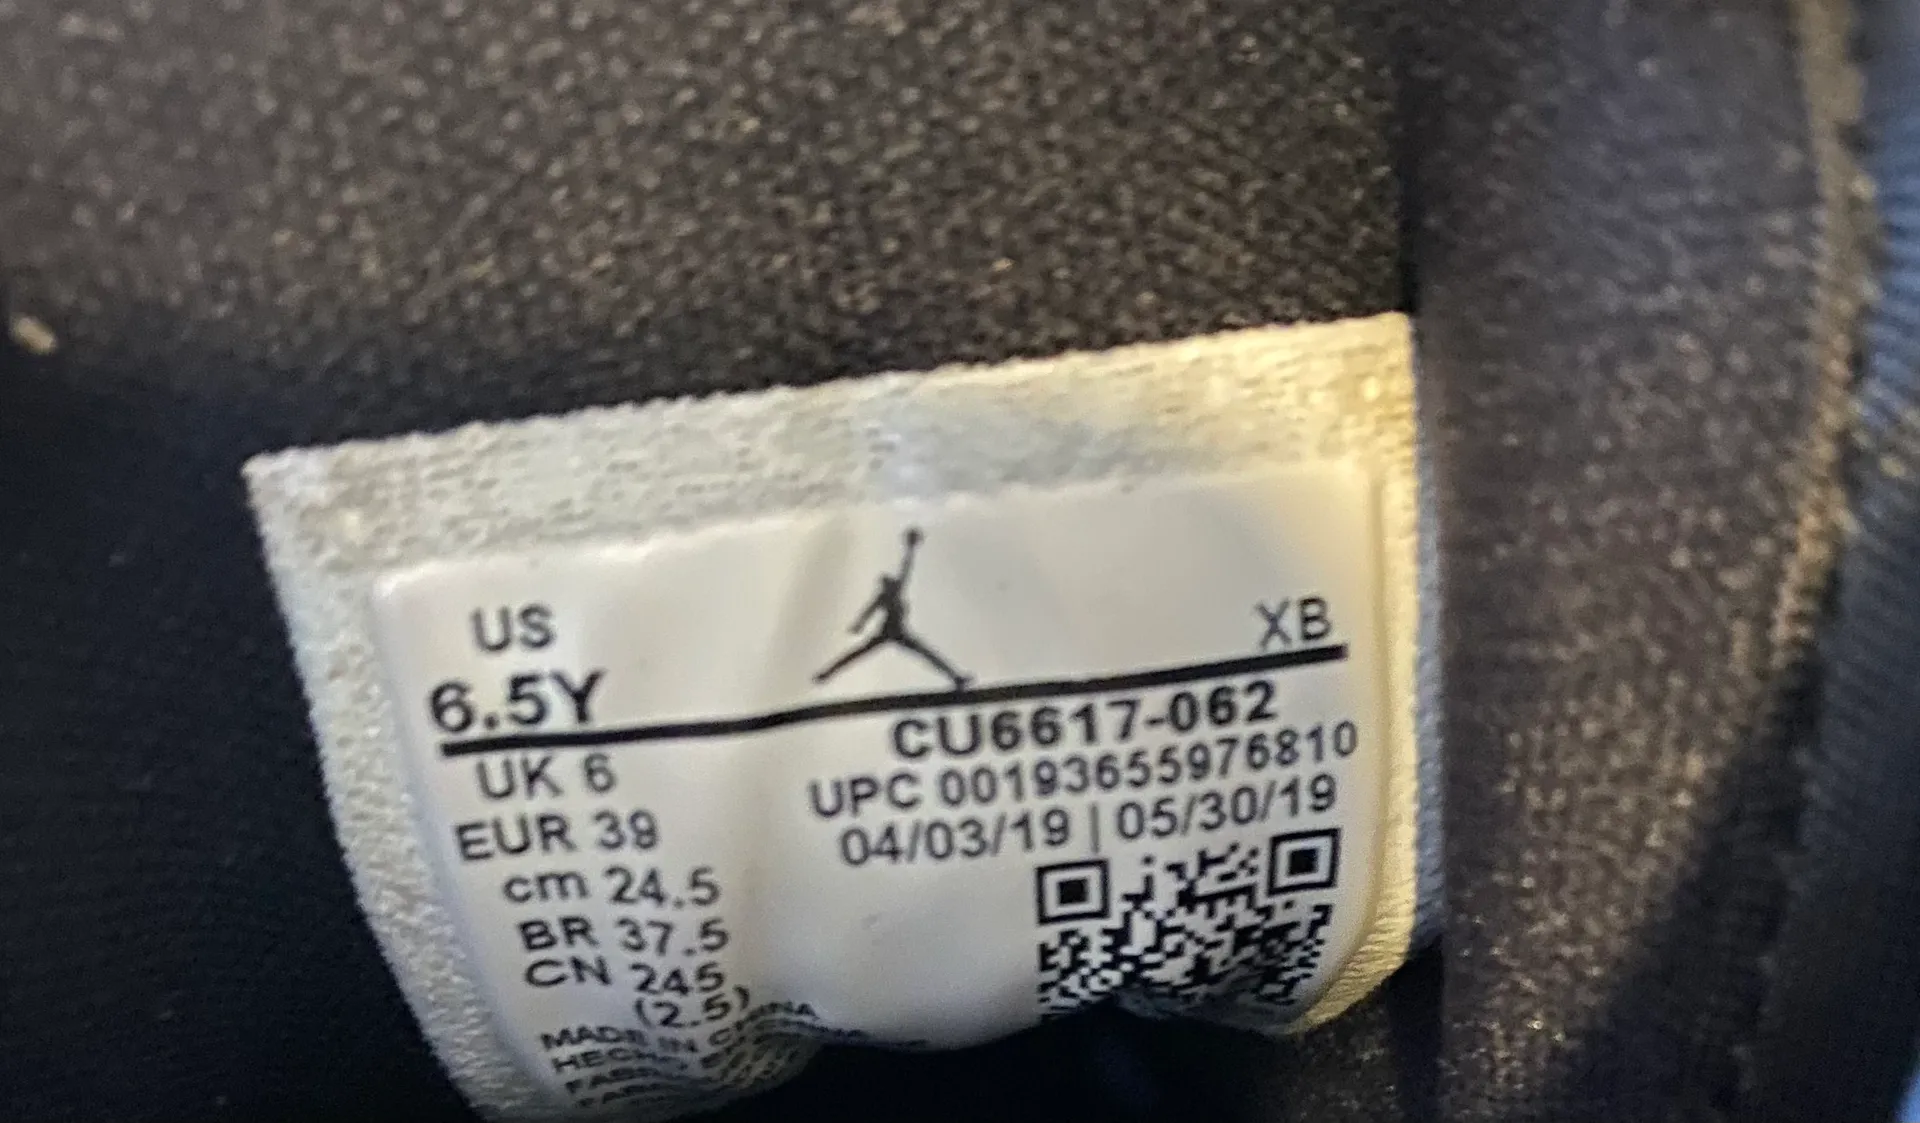 US
XB
6.5Y
CU6617-062
UK 6
UPC 00193655976810
EUR 39
04/03/19 | 05/30/19
cm 24.5
BR 37.5
CN 245
(2.5)
MADE IN CHINA